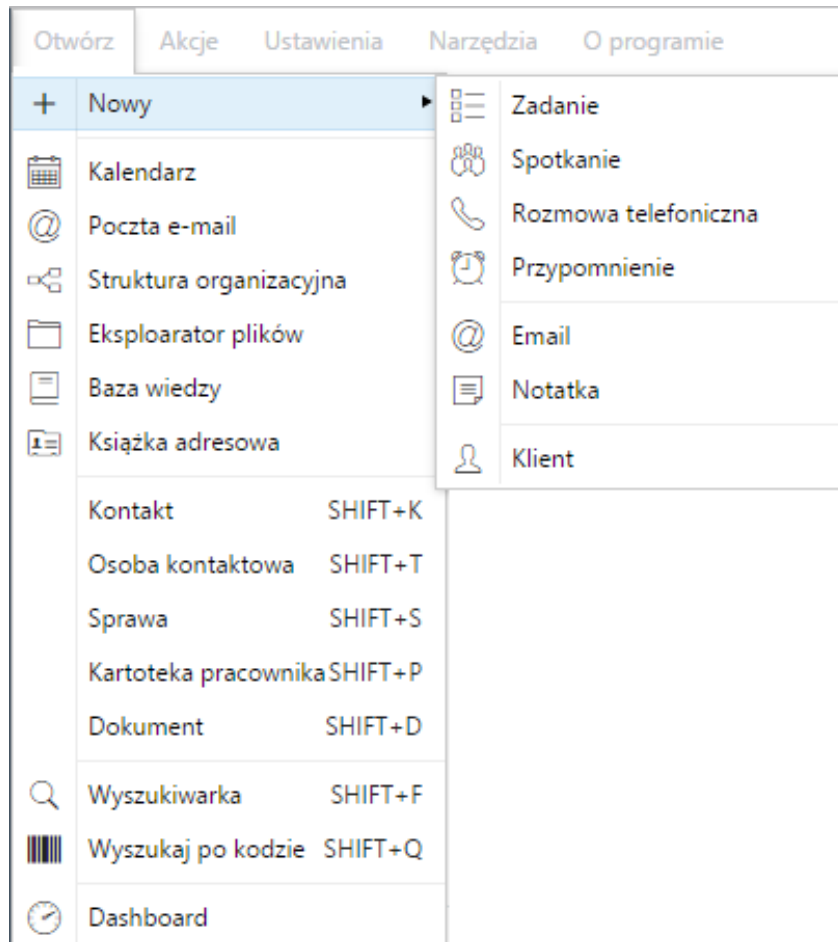 Otwórz Akcje Ustawienia Narzędzia O programie
Nowy
Kalendarz
Poczta e-mail
Struktura organizacyjna
Eksploarator plików
Baza wiedzy
Książka adresowa
Kontakt SHIFT+K
Osoba kontaktowa SHIFT+T
Sprawa SHIFT+S
Kartoteka pracownika SHIFT+P
Dokument SHIFT+D
Wyszukiwarka SHIFT+F
Wyszukaj po kodzie SHIFT+Q
Dashboard
Zadanie
Spotkanie
Rozmowa telefoniczna
Przypomnienie
Email
Notatka
Klient